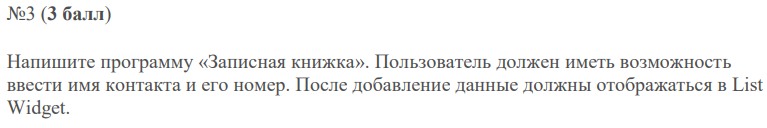 №3 (3 балл)
Напишите программу «Записная книжка». Пользователь должен иметь возможность
ввести имя контакта и его номер. После добавление данные должны отображаться в List
Widget.